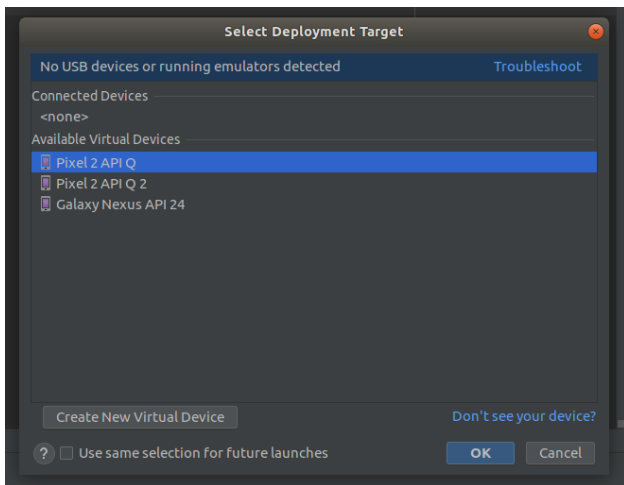 Select Deployment Target
No USB devices or running emulators detected Troubleshoot
Connected Devices
<none>
Available Virtual Devices
Pixel 2 API Q
Pixel 2 API Q 2
Galaxy Nexus API 24
Create New Virtual Device Don't see your device?
? Use same selection for future launches OK Cancel